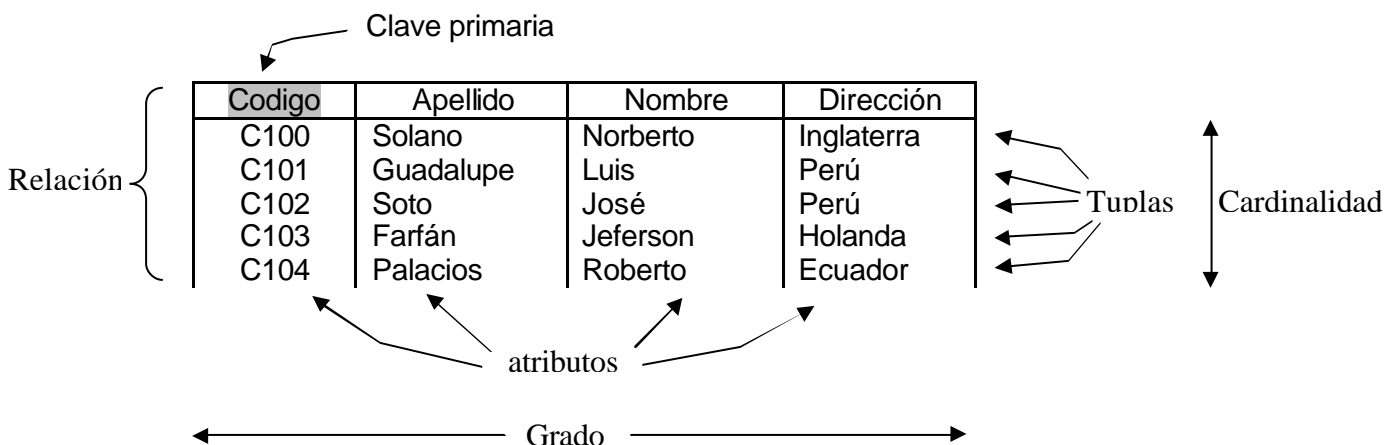 Clave primaria
Codigo Apellido Nombre Dirección
C100 Solano Norberto Inglaterra
C101 Guadalupe Luis Perú
Relación
C102 Soto José Perú
Tuplas Cardinalidad
C103 Farfán Jeferson Holanda
C104 Palacios Roberto Ecuador
atributos
Grado